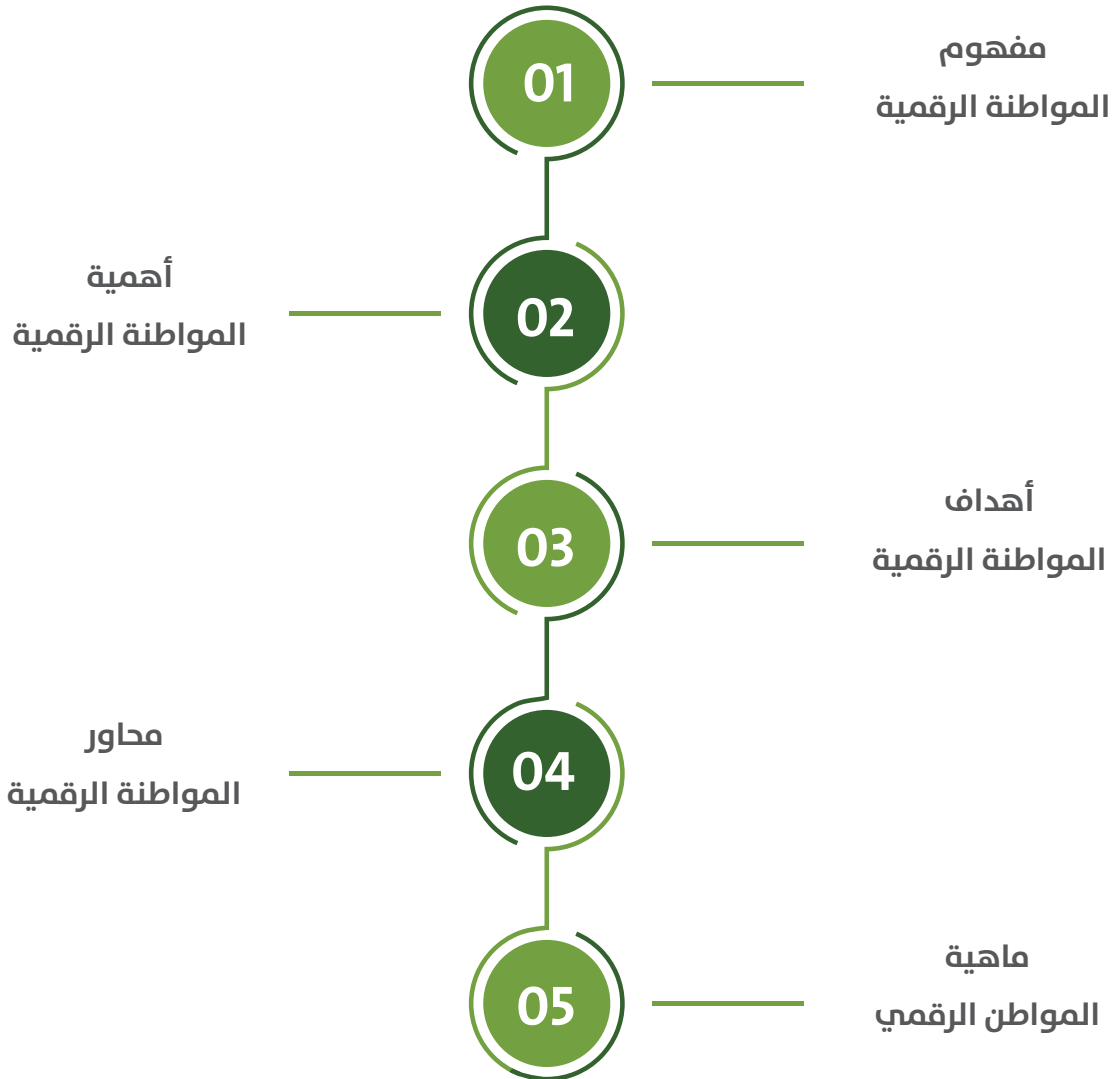 01
مفهوم
المواطنة الرقمية
02
أهمية
المواطنة الرقمية
03
أهداف
المواطنة الرقمية
04
محاور
المواطنة الرقمية
05
ماهية
المواطن الرقمي